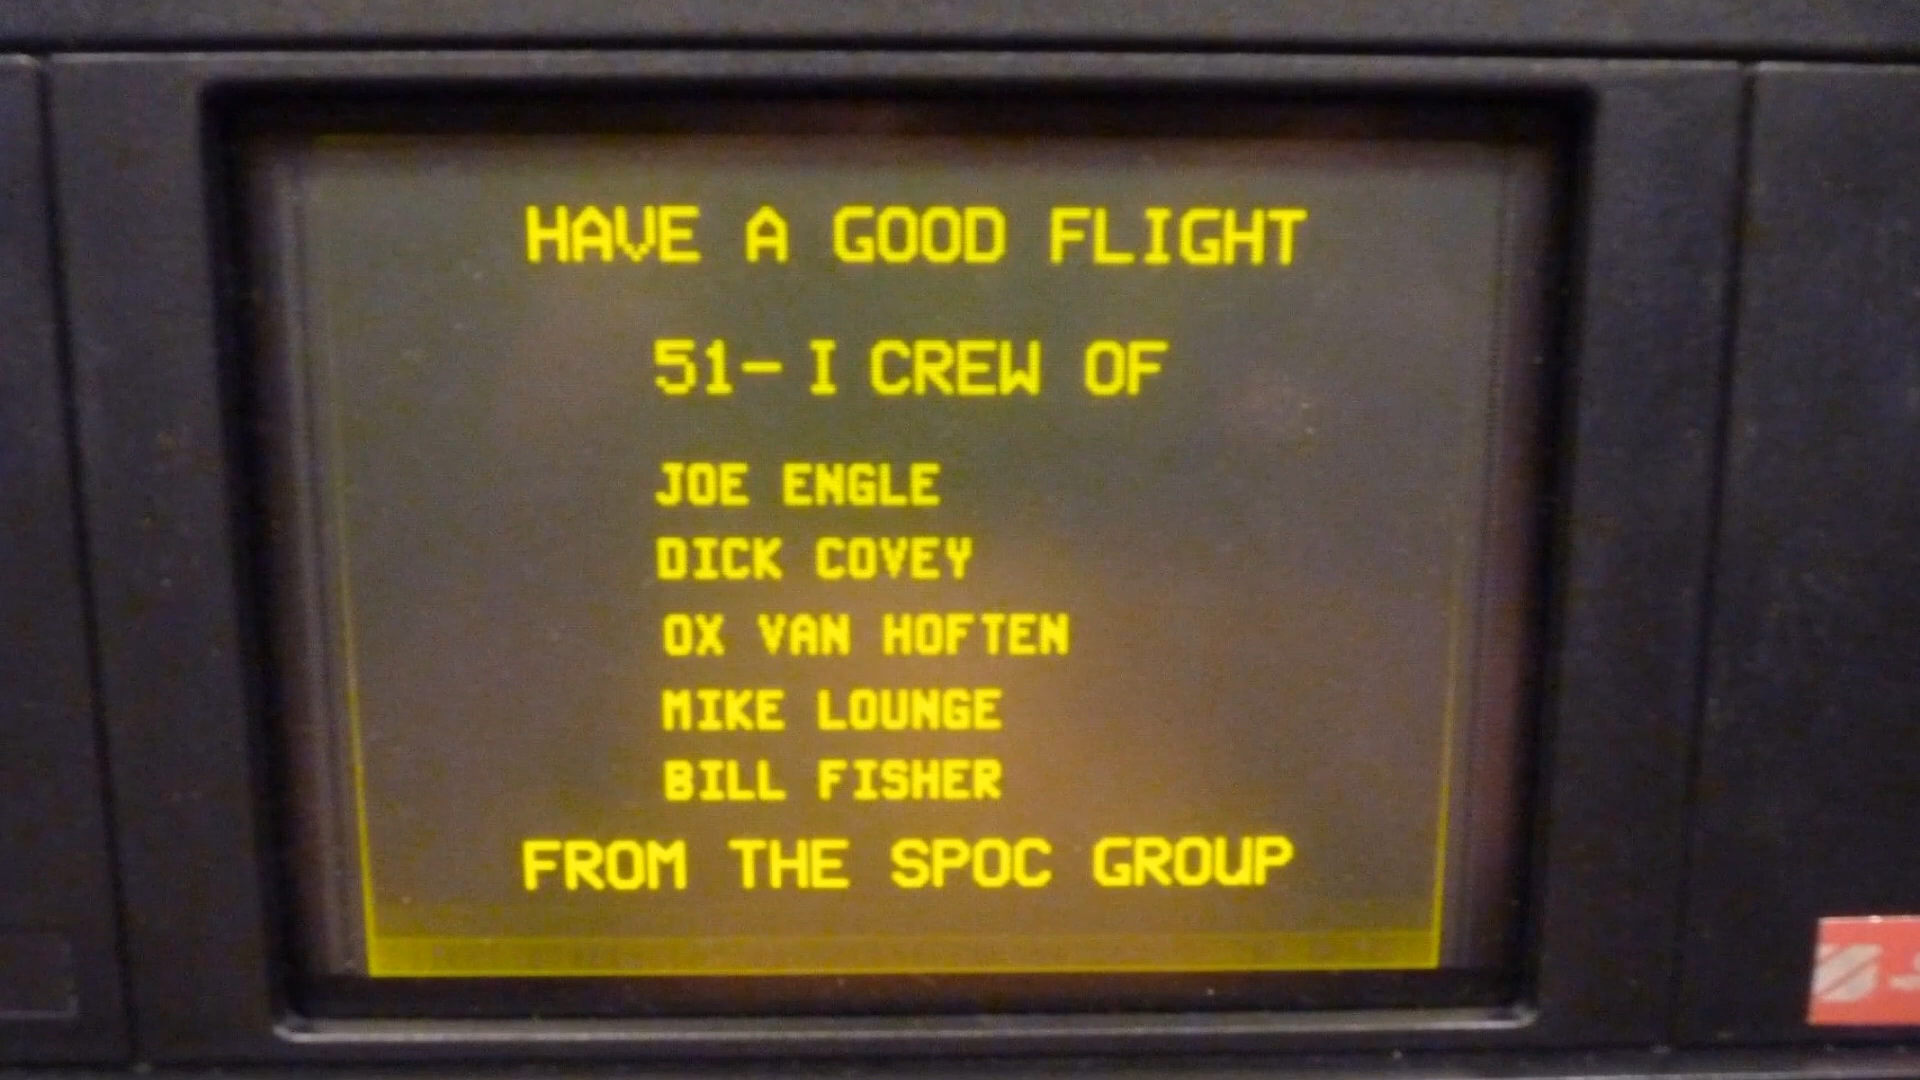 HAVE A GOOD FLIGHT
51-I CREW OF
JOE ENGLE
DICK COVEY
OX VAN HOFTEN
MIKE LOUNGE
BILL FISHER
FROM THE SPOC GROUP